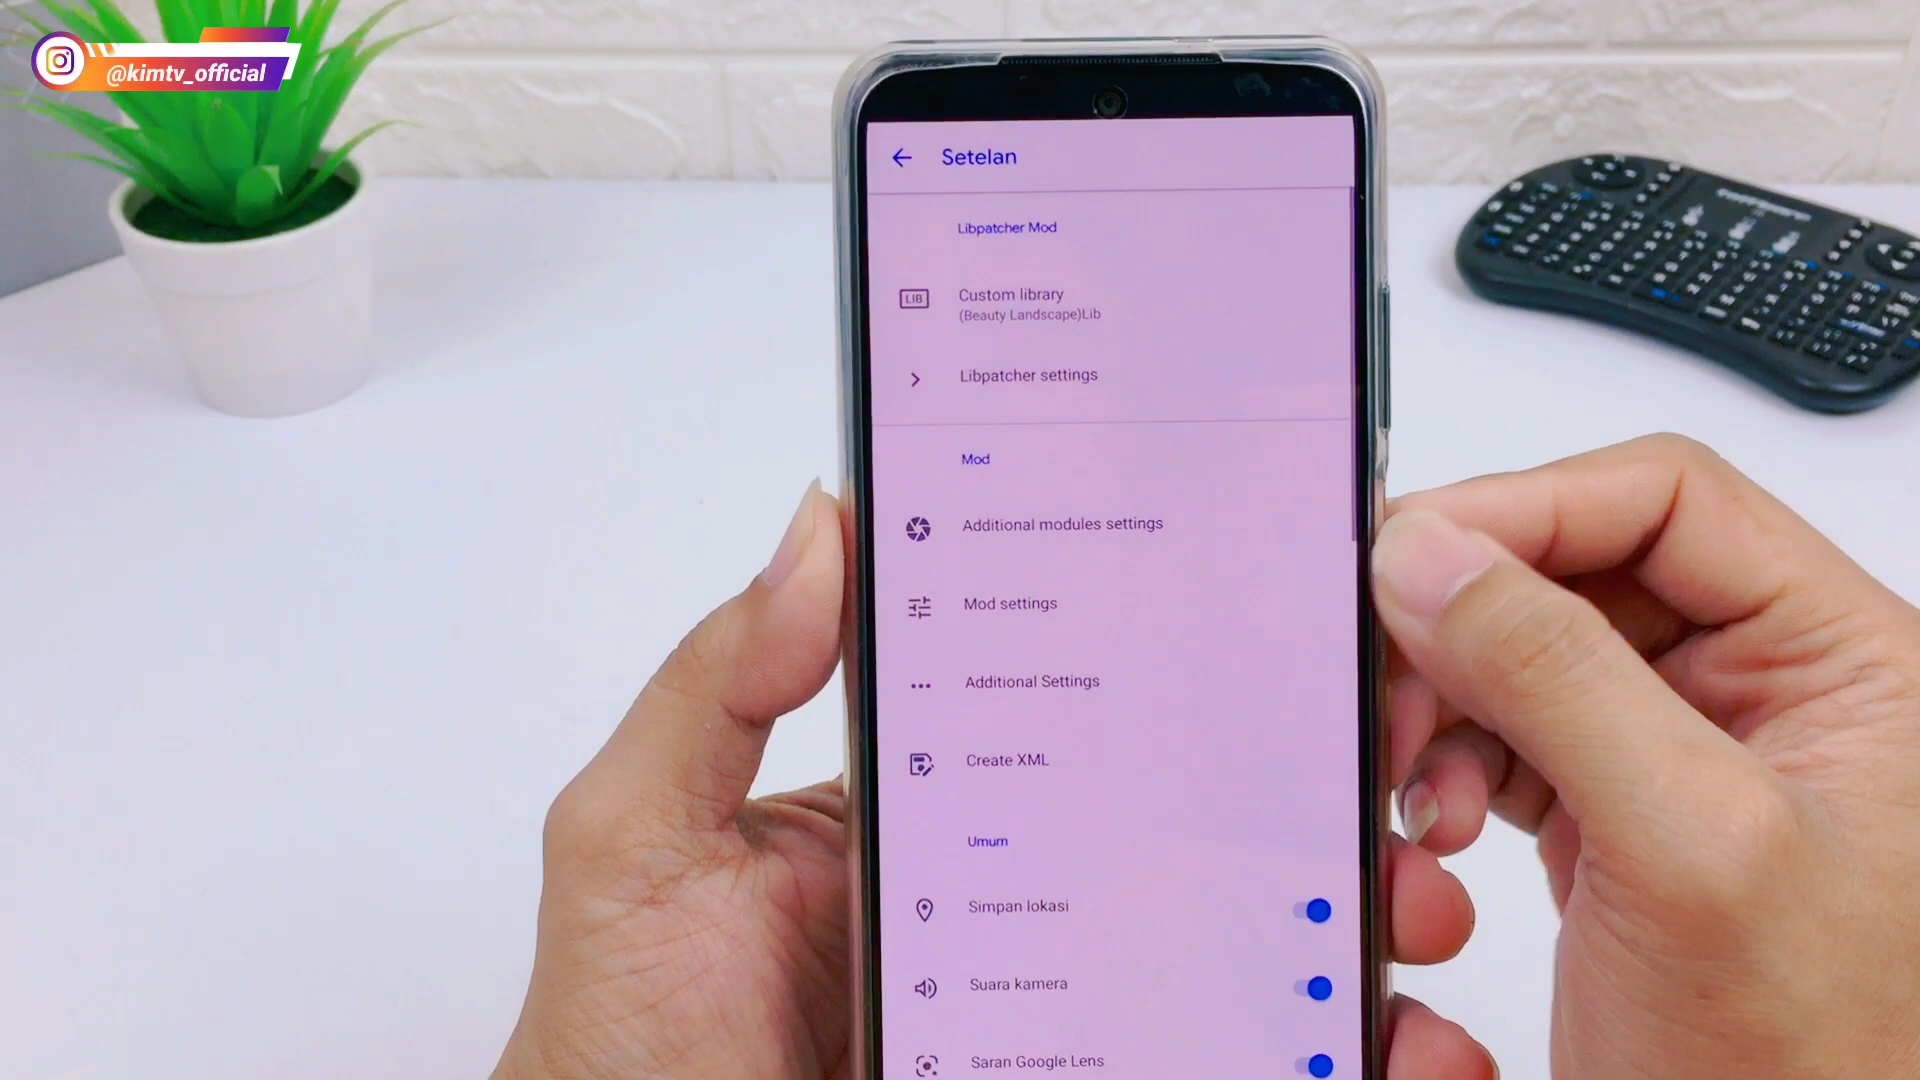 @kimtv_official
Setelan
Libpatcher Mod
LIB
Custom library
(Beauty Landscape)Lib
Libpatcher settings
Mod
Additional modules settings
Mod settings
Additional Settings
Create XML
Umum
Simpan lokasi
Suara kamera
Saran Google Lens